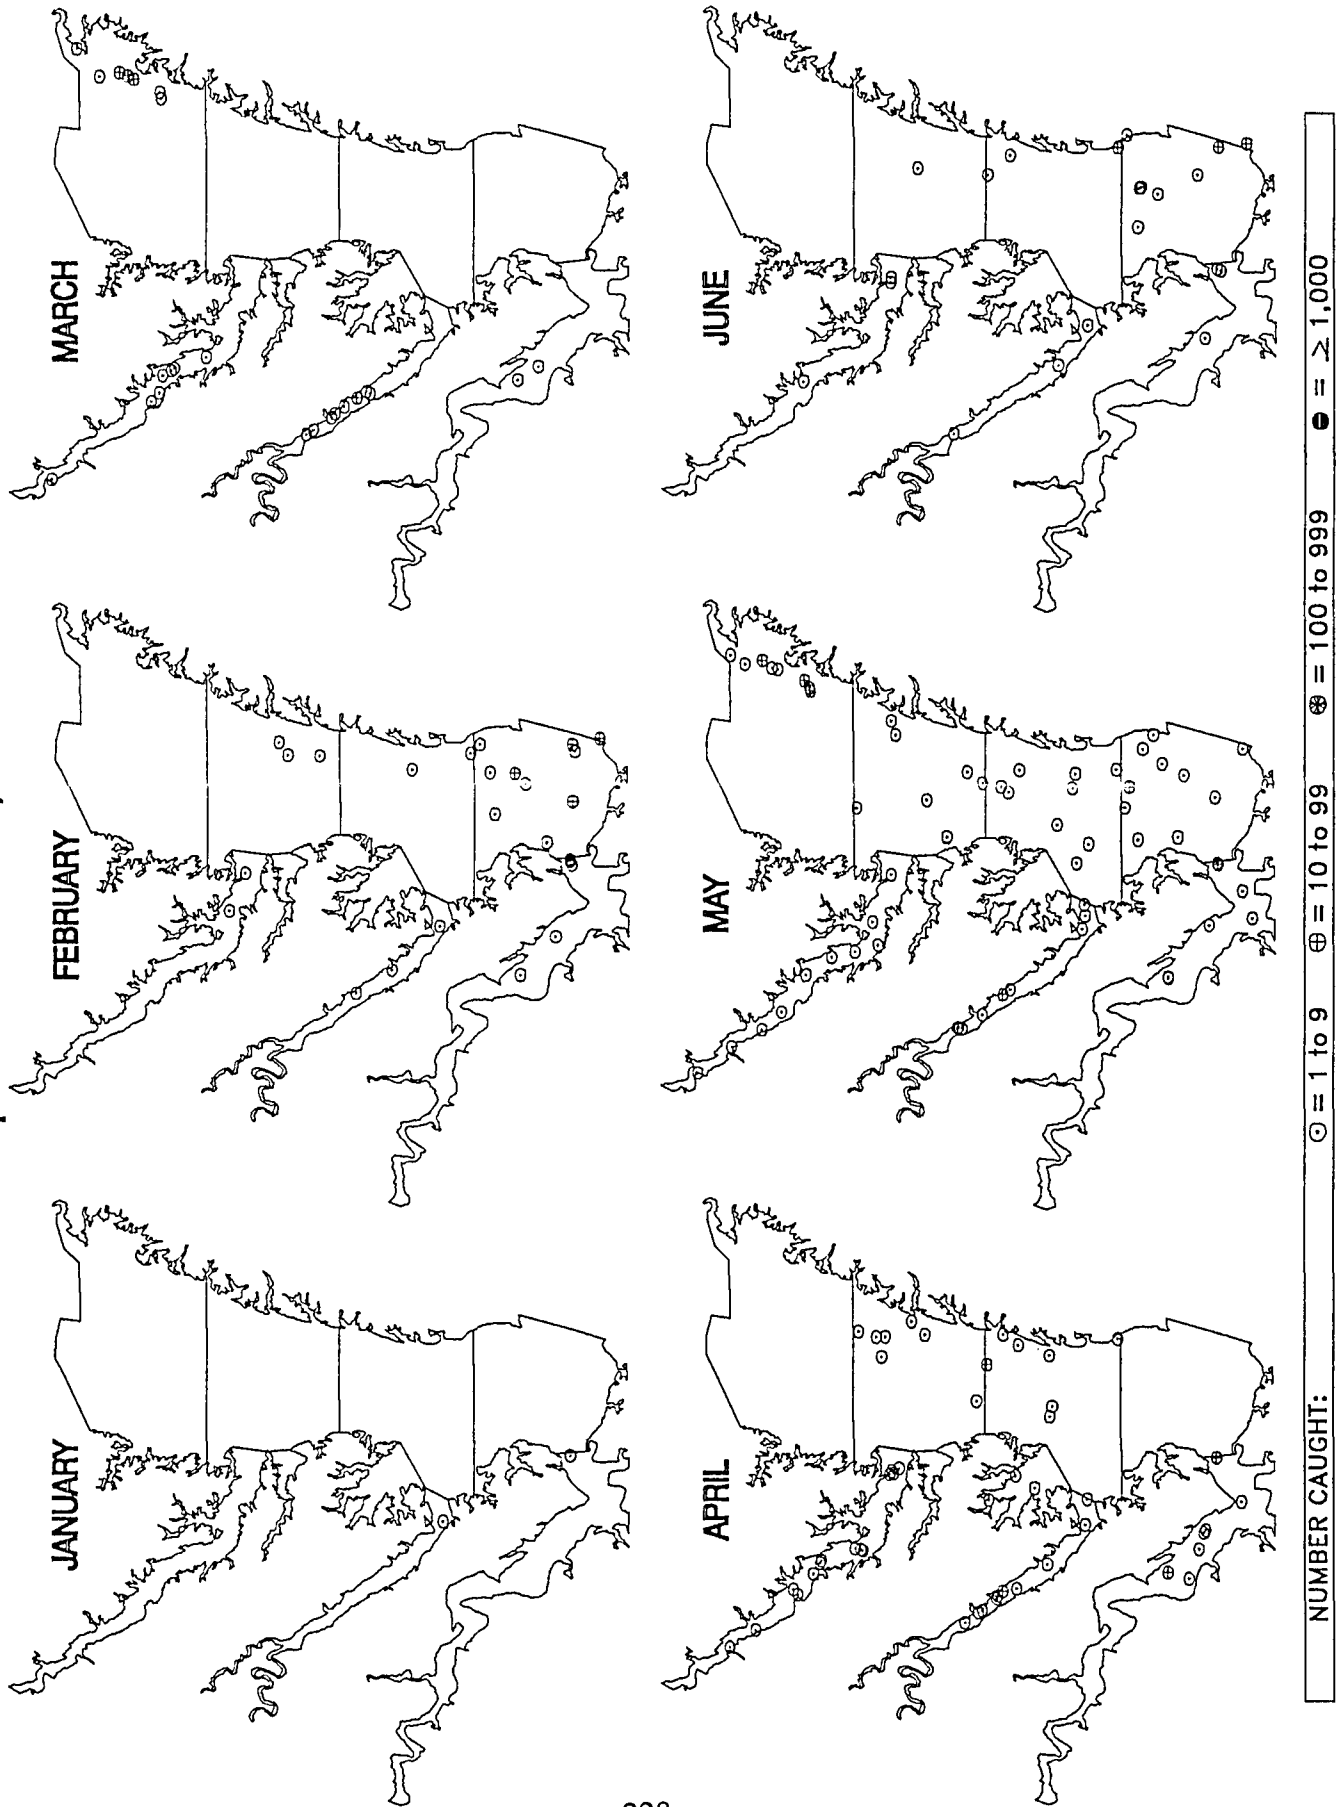 JANUARY
FEBRUARY
MARCH
APRIL
MAY
JUNE
NUMBER CAUGHT: ⊙ = 1 to 9 ⊕ = 10 to 99 ⊛ = 100 to 999 ● = ≥ 1,000